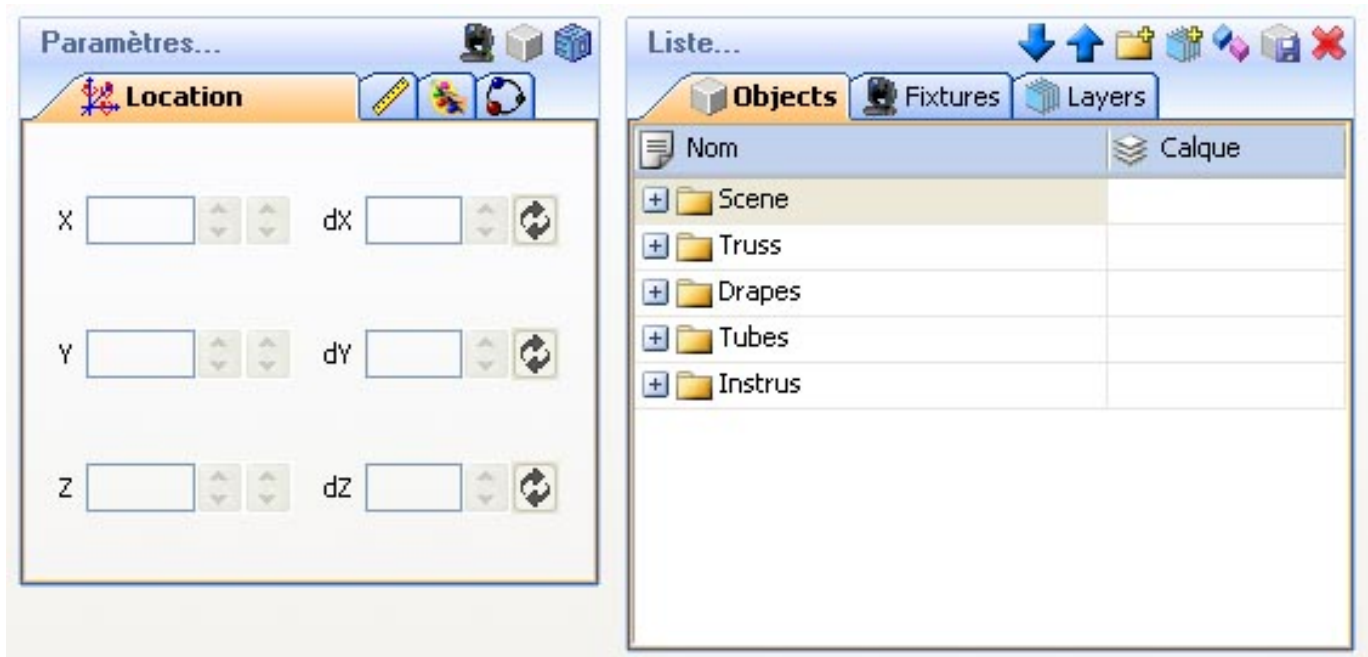 Paramètres...
Location
X
dX
Y
dY
Z
dZ
Liste...
Objects
Fixtures
Layers
Nom
Calque
Scene
Truss
Drapes
Tubes
Instrus